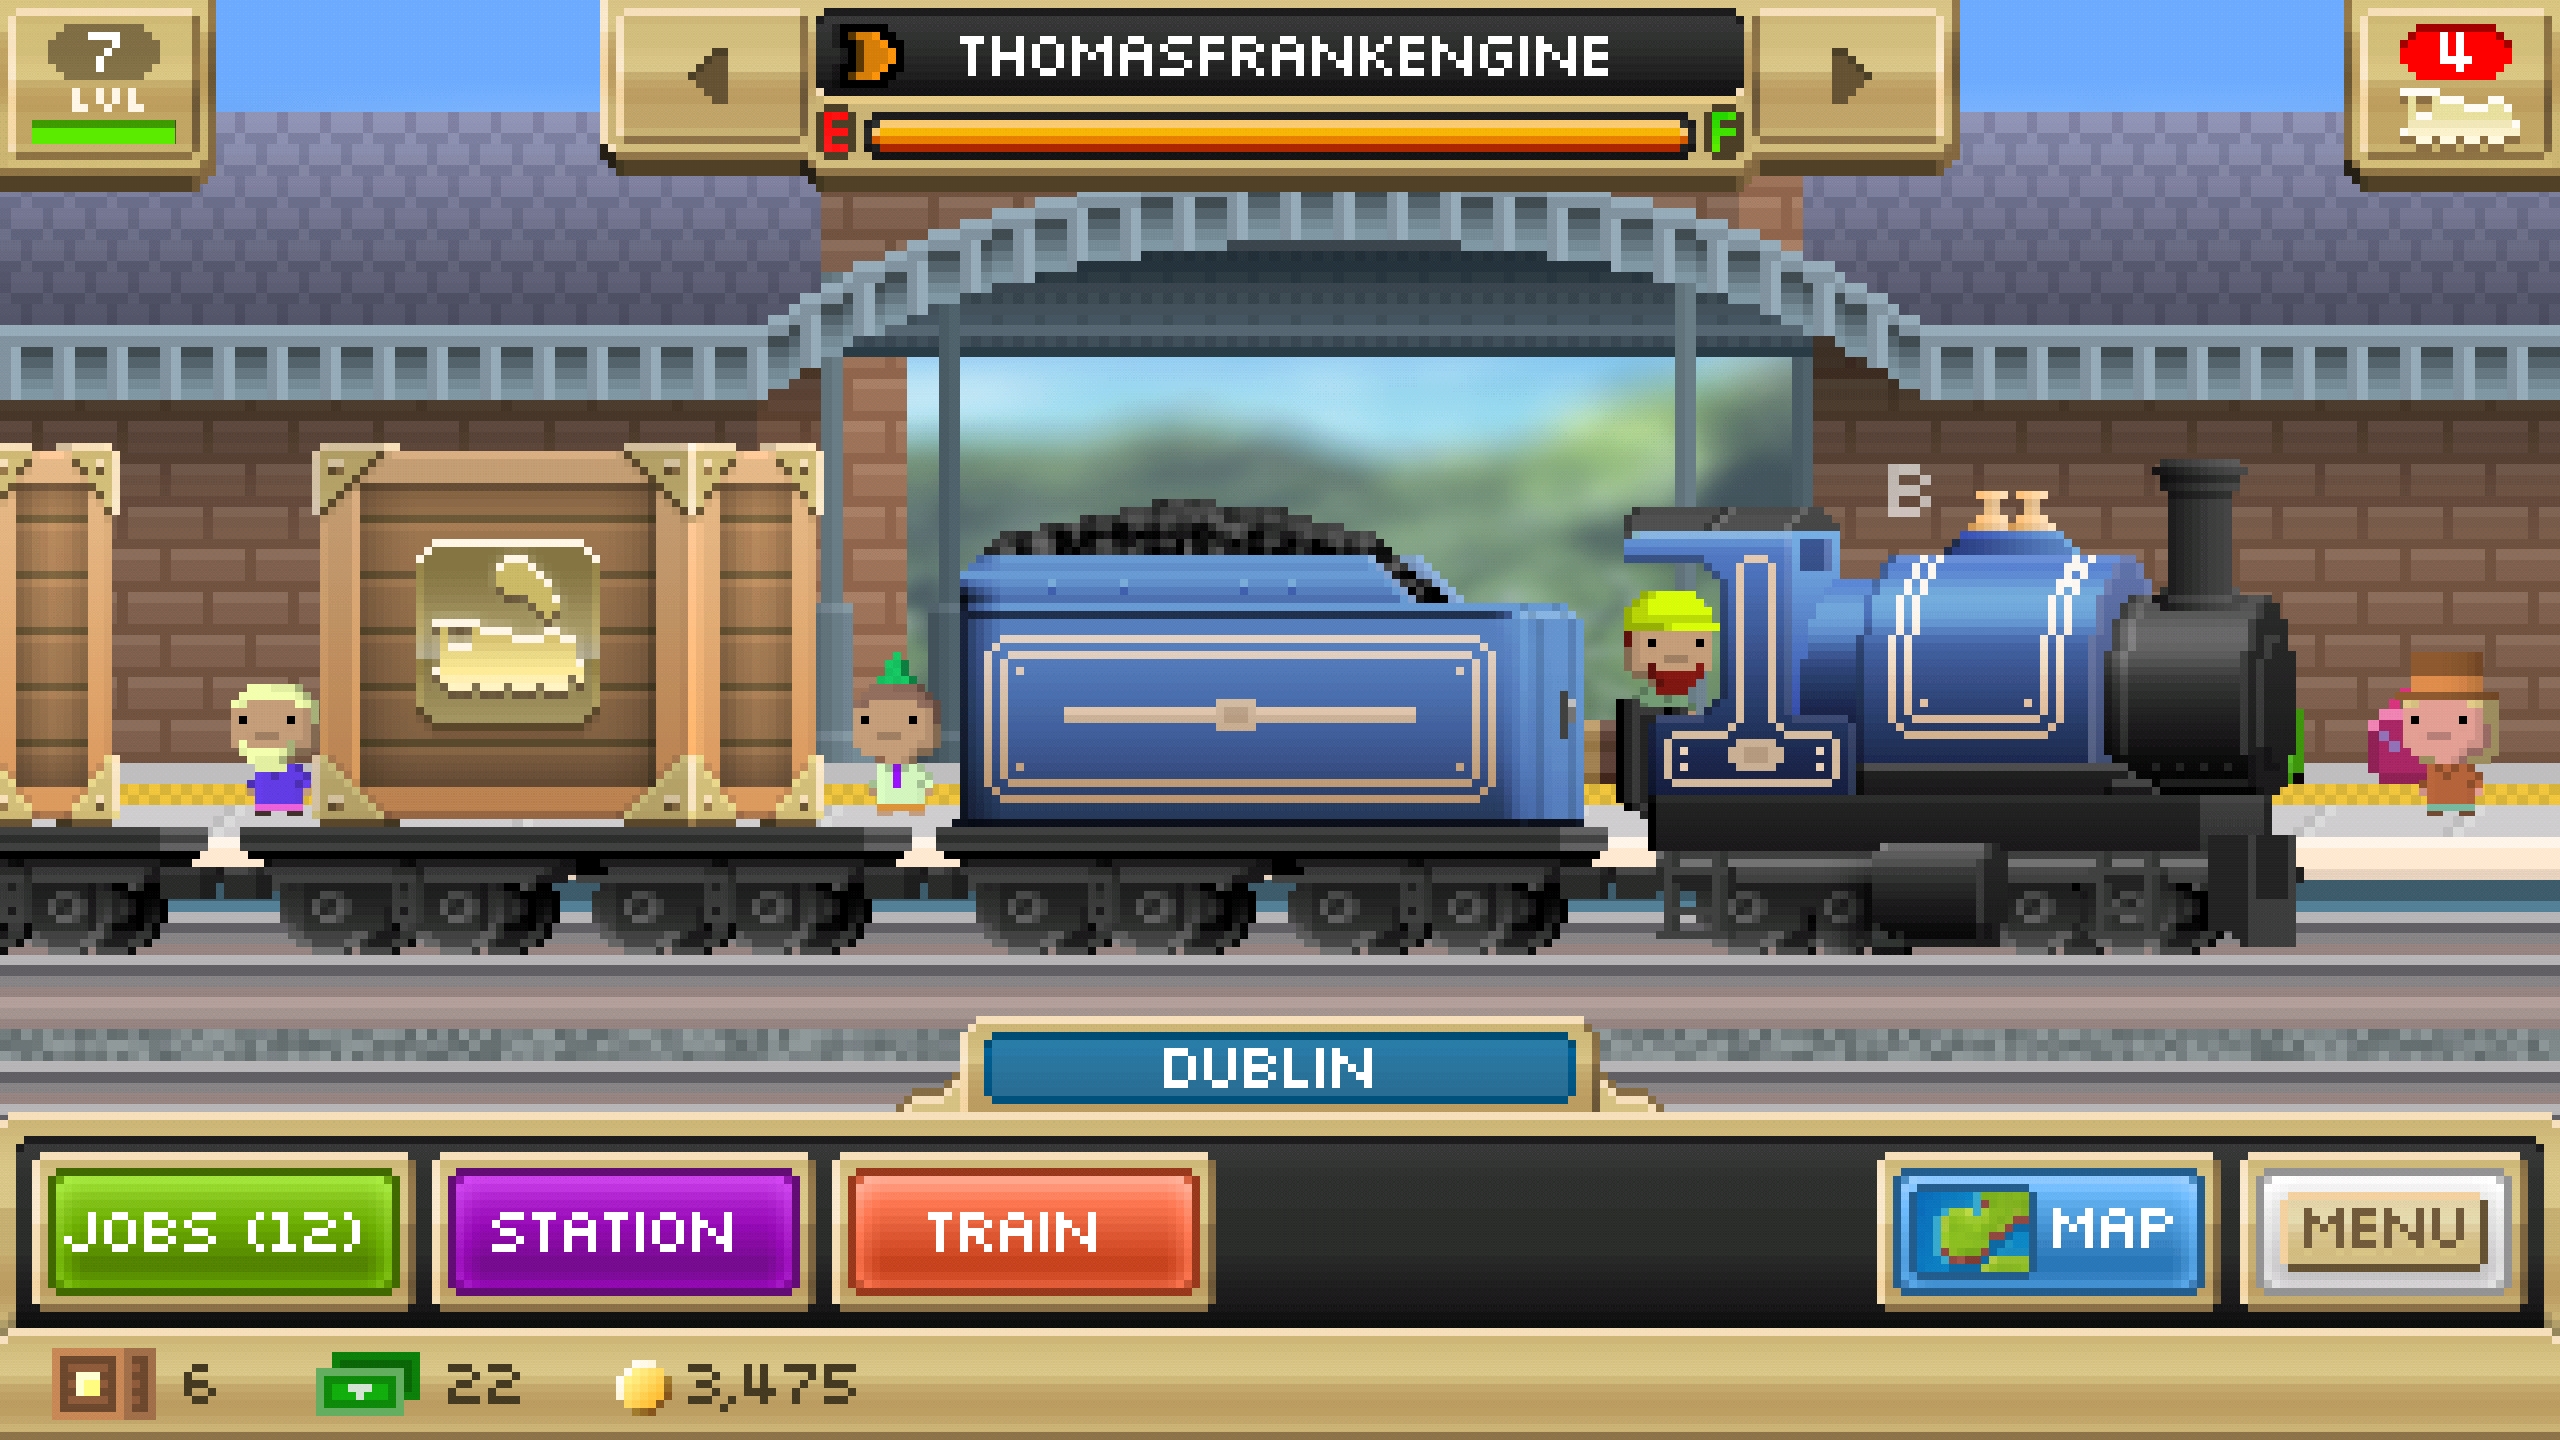 7
LVL
THOMASFRANKENGINE
E F
4
B
DUBLIN
JOBS (12)
STATION
TRAIN
MAP
MENU
6
22
3,475